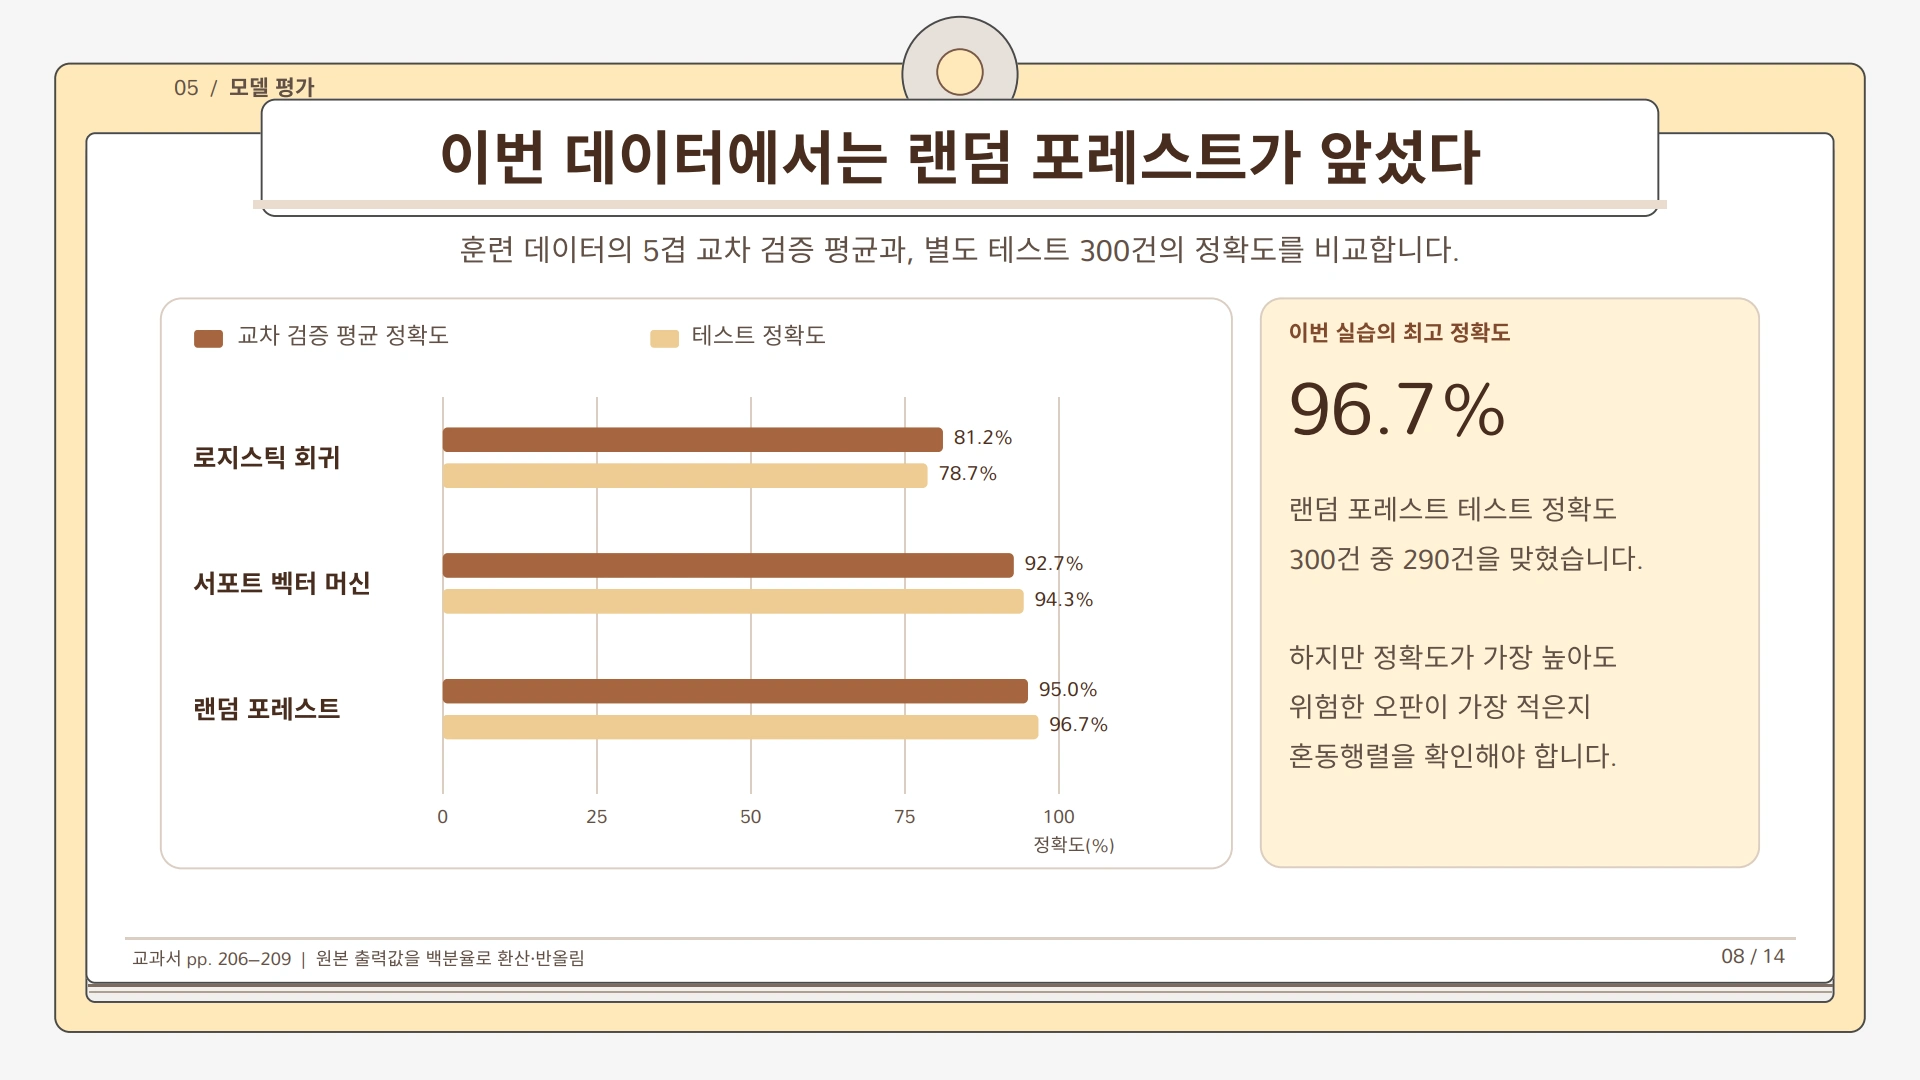 05 / 모델 평가
이번 데이터에서는 랜덤 포레스트가 앞섰다
훈련 데이터의 5겹 교차 검증 평균과, 별도 테스트 300건의 정확도를 비교합니다.
교차 검증 평균 정확도
테스트 정확도
로지스틱 회귀
81.2%
78.7%
서포트 벡터 머신
92.7%
94.3%
랜덤 포레스트
95.0%
96.7%
0 25 50 75 100
정확도(%)
이번 실습의 최고 정확도
96.7%
랜덤 포레스트 테스트 정확도
300건 중 290건을 맞혔습니다.
하지만 정확도가 가장 높아도
위험한 오판이 가장 적은지
혼동행렬을 확인해야 합니다.
교과서 pp. 206–209 | 원본 출력값을 백분율로 환산·반올림
08 / 14